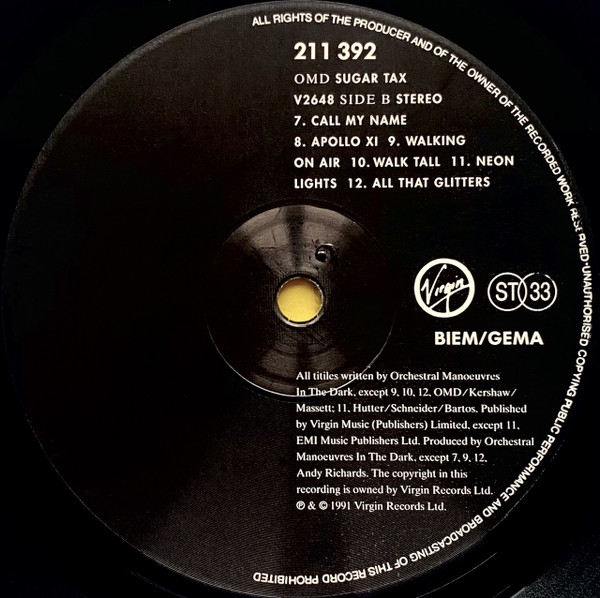 ALL RIGHTS OF THE PRODUCER AND OF THE OWNER OF THE RECORDED WORK RESERVED·UNAUTHORISED COPYING PUBLIC PERFORMANCE AND BROADCASTING OF THIS RECORD PROHIBITED
211 392
OMD SUGAR TAX
V2648 SIDE B STEREO
7. CALL MY NAME
8. APOLLO XI 9. WALKING
ON AIR 10. WALK TALL 11. NEON
LIGHTS 12. ALL THAT GLITTERS
Virgin
ST 33
BIEM/GEMA
All titiles written by Orchestral Manoeuvres
In The Dark, except 9, 10, 12, OMD/Kershaw/
Massett; 11, Hutter/Schneider/Bartos. Published
by Virgin Music (Publishers) Limited, except 11,
EMI Music Publishers Ltd. Produced by Orchestral
Manoeuvres In The Dark, except 7, 9, 12,
Andy Richards. The copyright in this
recording is owned by Virgin Records Ltd.
℗ & © 1991 Virgin Records Ltd.